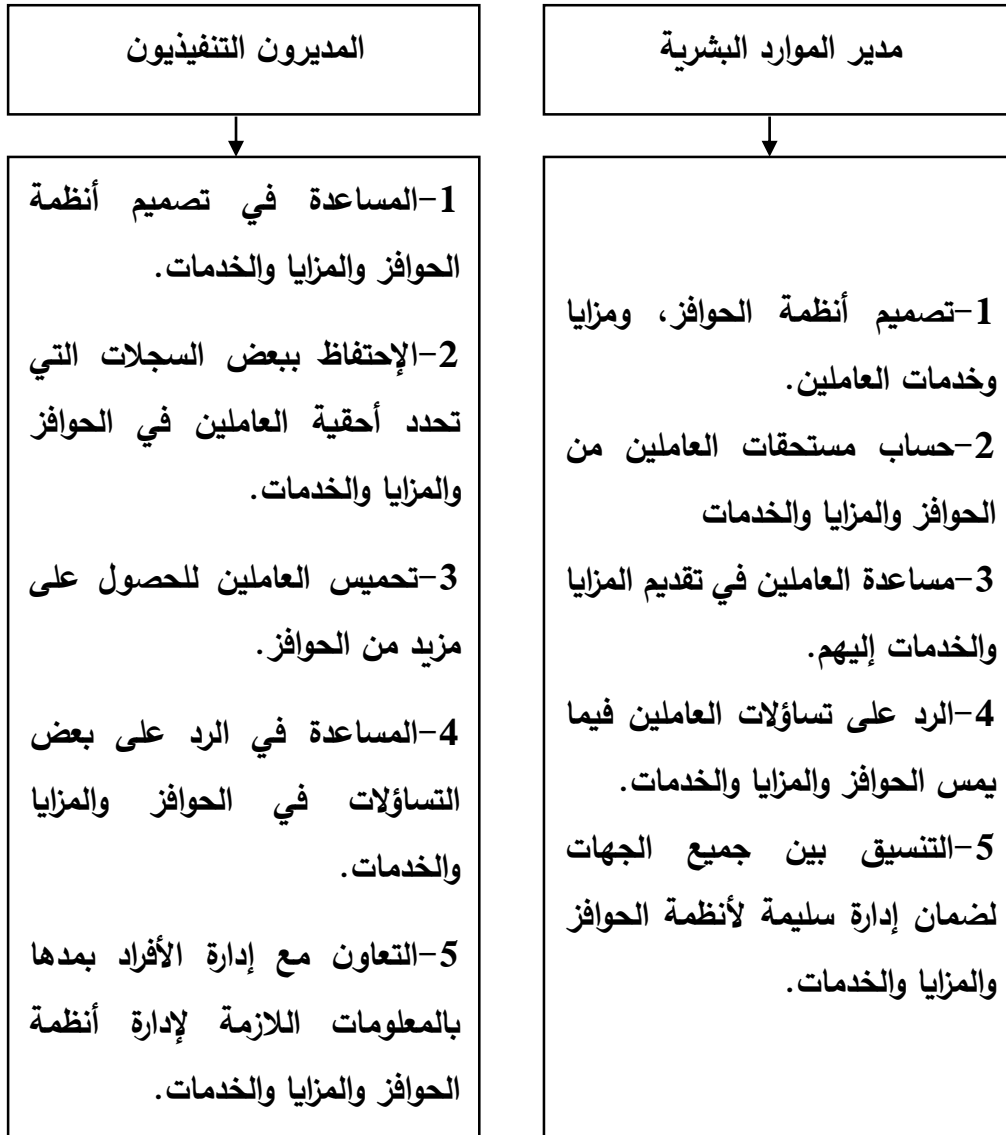 مدير الموارد البشرية
1-تصميم أنظمة الحوافز، ومزايا
وخدمات العاملين.
2-حساب مستحقات العاملين من
الحوافز والمزايا والخدمات
3-مساعدة العاملين في تقديم المزايا
والخدمات إليهم.
4-الرد على تساؤلات العاملين فيما
يمس الحوافز والمزايا والخدمات.
5-التنسيق بين جميع الجهات
لضمان إدارة سليمة لأنظمة الحوافز
والمزايا والخدمات.
المديرون التنفيذيون
1-المساعدة في تصميم أنظمة
الحوافز والمزايا والخدمات.
2-الإحتفاظ ببعض السجلات التي
تحدد أحقية العاملين في الحوافز
والمزايا والخدمات.
3-تحميس العاملين للحصول على
مزيد من الحوافز.
4-المساعدة في الرد على بعض
التساؤلات في الحوافز والمزايا
والخدمات.
5-التعاون مع إدارة الأفراد بمدها
بالمعلومات اللازمة لإدارة أنظمة
الحوافز والمزايا والخدمات.